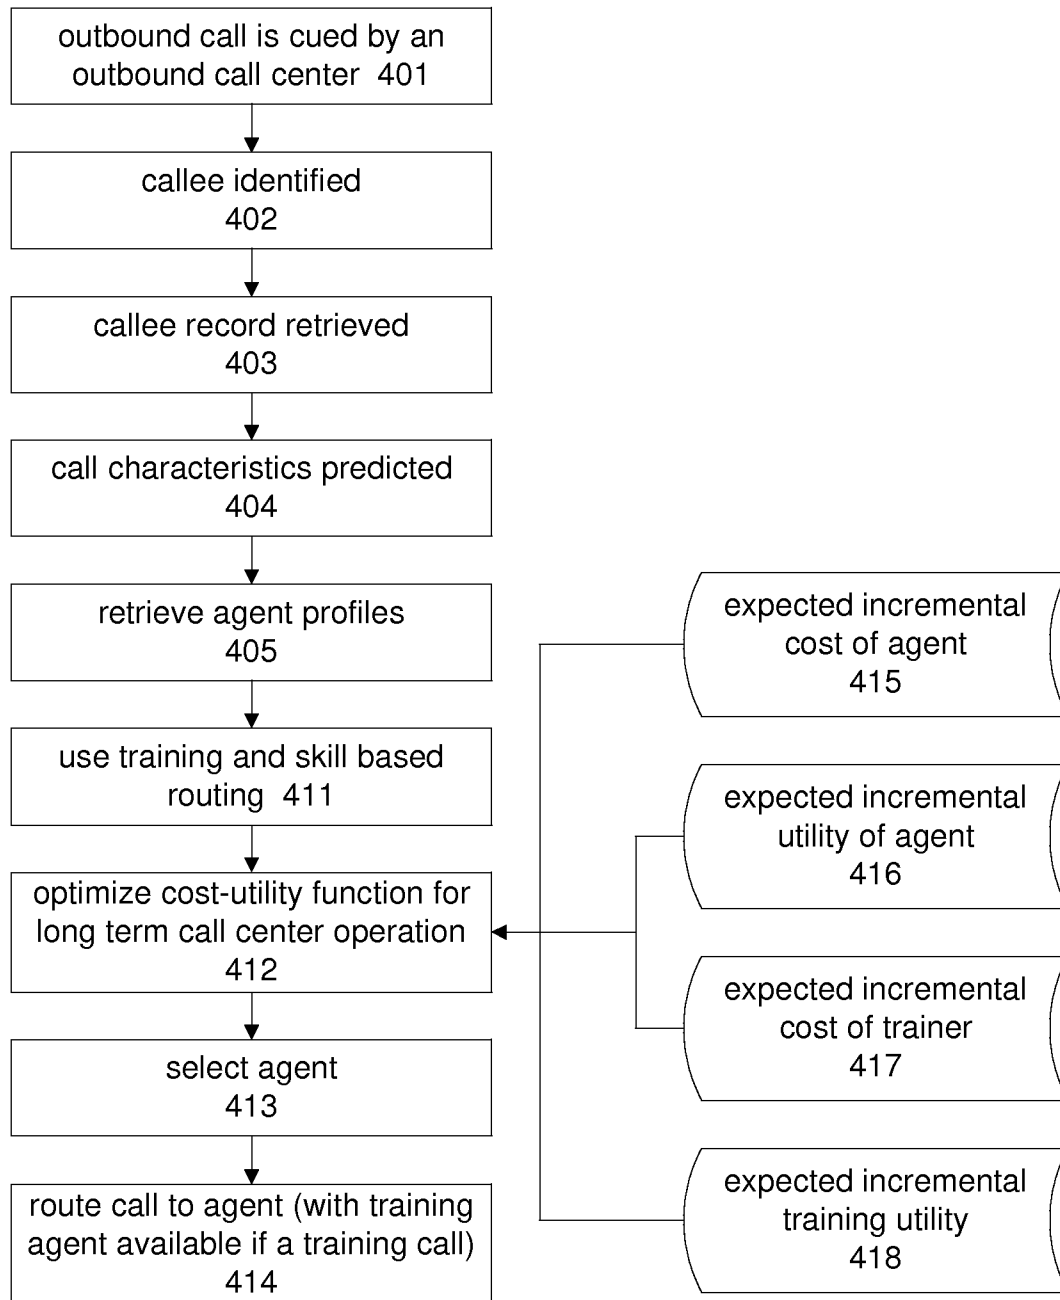 outbound call is cued by an
outbound call center 401
callee identified
402
callee record retrieved
403
call characteristics predicted
404
retrieve agent profiles
405
use training and skill based
routing 411
optimize cost-utility function for
long term call center operation
412
select agent
413
route call to agent (with training
agent available if a training call)
414
expected incremental
cost of agent
415
expected incremental
utility of agent
416
expected incremental
cost of trainer
417
expected incremental
training utility
418